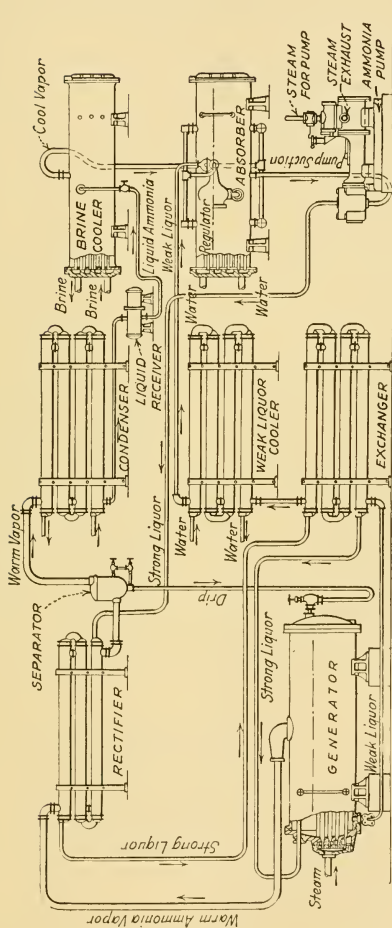 Cool Vapor
BRINE
COOLER
Brine
Brine
Liquid Ammonia
Weak Liquor
LIQUID
RECEIVER
CONDENSER
Warm Vapor
SEPARATOR
RECTIFIER
Strong Liquor
STEAM
FOR PUMP
STEAM
EXHAUST
AMMONIA
PUMP
Pump Suction
ABSORBER
Regulator
Water
Water
WEAK LIQUOR
COOLER
Water
Water
EXCHANGER
Drip
Strong Liquor
GENERATOR
Weak Liquor
Steam
Strong Liquor
Warm Ammonia Vapor